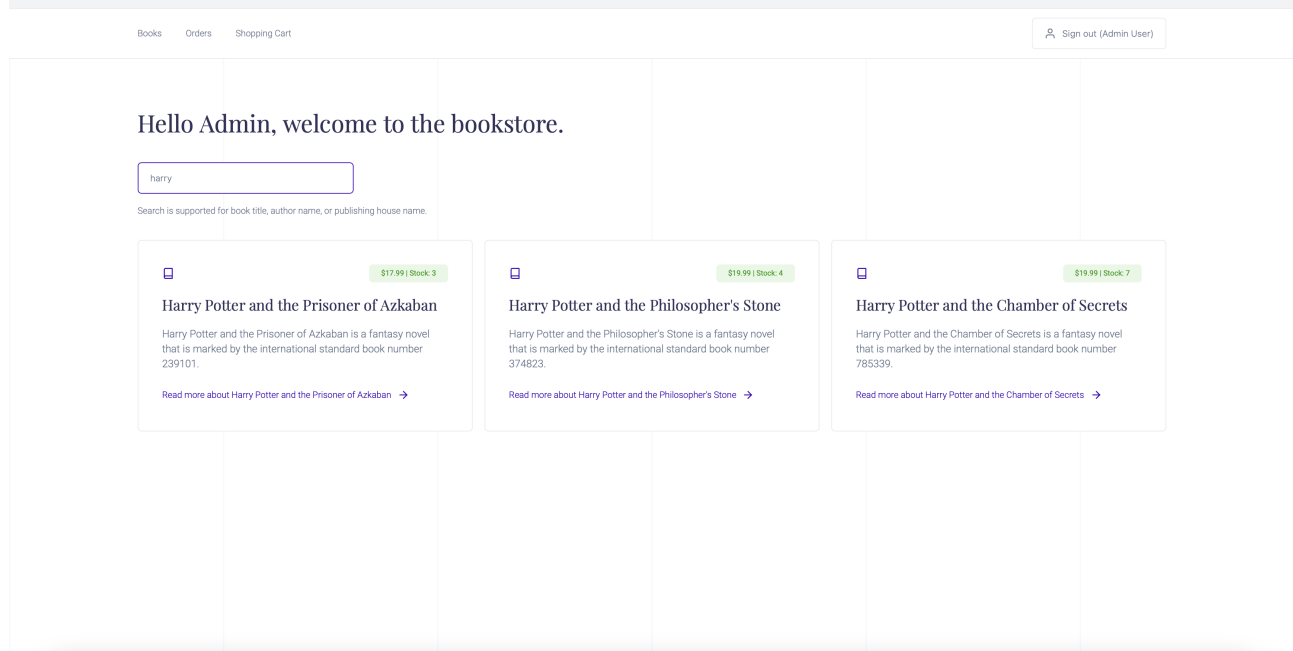 Books Orders Shopping Cart Sign out (Admin User)
Hello Admin, welcome to the bookstore.
harry
Search is supported for book title, author name, or publishing house name.
$17.99 | Stock: 3
Harry Potter and the Prisoner of Azkaban
Harry Potter and the Prisoner of Azkaban is a fantasy novel
that is marked by the international standard book number
239101.
Read more about Harry Potter and the Prisoner of Azkaban
$19.99 | Stock: 4
Harry Potter and the Philosopher's Stone
Harry Potter and the Philosopher's Stone is a fantasy novel
that is marked by the international standard book number
374823.
Read more about Harry Potter and the Philosopher's Stone
$19.99 | Stock: 7
Harry Potter and the Chamber of Secrets
Harry Potter and the Chamber of Secrets is a fantasy novel
that is marked by the international standard book number
785339.
Read more about Harry Potter and the Chamber of Secrets